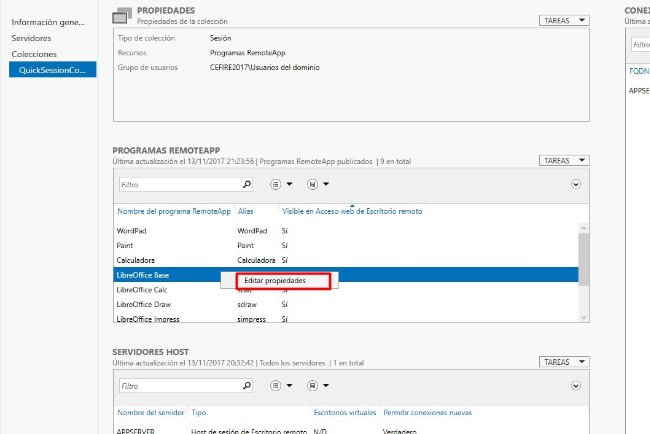 PROPIEDADES
Propiedades de la colección
TAREAS
CONEX
Última a
Información gene...
Servidores
Colecciones
QuickSessionCo...
Tipo de colección Sesión
Recursos Programas RemoteApp
Grupo de usuarios CEFIRE2017\Usuarios del dominio
Filtro
FQDN
APPSE
PROGRAMAS REMOTEAPP
Última actualización el 13/11/2017 21:23:56 | Programas RemoteApp publicados | 9 en total
TAREAS
Filtro
Nombre del programa RemoteApp Alias Visible en Acceso web de Escritorio remoto
WordPad WordPad Sí
Paint Paint Sí
Calculadora Calculadora Sí
LibreOffice Base
Editar propiedades
LibreOffice Calc scalc Sí
LibreOffice Draw sdraw Sí
LibreOffice Impress simpress Sí
SERVIDORES HOST
Última actualización el 13/11/2017 20:32:42 | Todos los servidores | 1 en total
TAREAS
Filtro
Nombre del servidor Tipo Escritorios virtuales Permitir conexiones nuevas
APPSERVER Host de sesión de Escritorio remoto N/D Verdadero